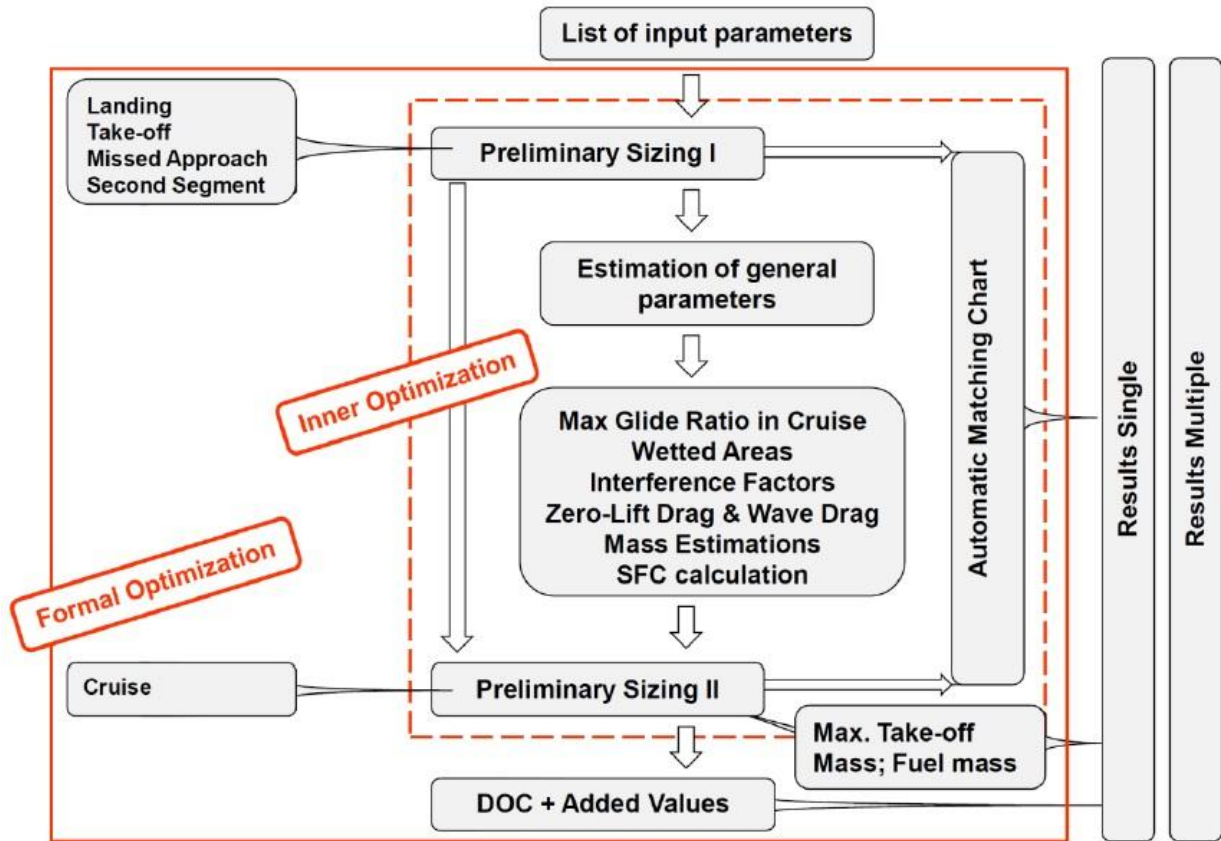 List of input parameters
Landing
Take-off
Missed Approach
Second Segment
Preliminary Sizing I
Estimation of general
parameters
Inner Optimization
Max Glide Ratio in Cruise
Wetted Areas
Interference Factors
Zero-Lift Drag & Wave Drag
Mass Estimations
SFC calculation
Automatic Matching Chart
Results Single
Results Multiple
Formal Optimization
Cruise
Preliminary Sizing II
Max. Take-off
Mass; Fuel mass
DOC + Added Values